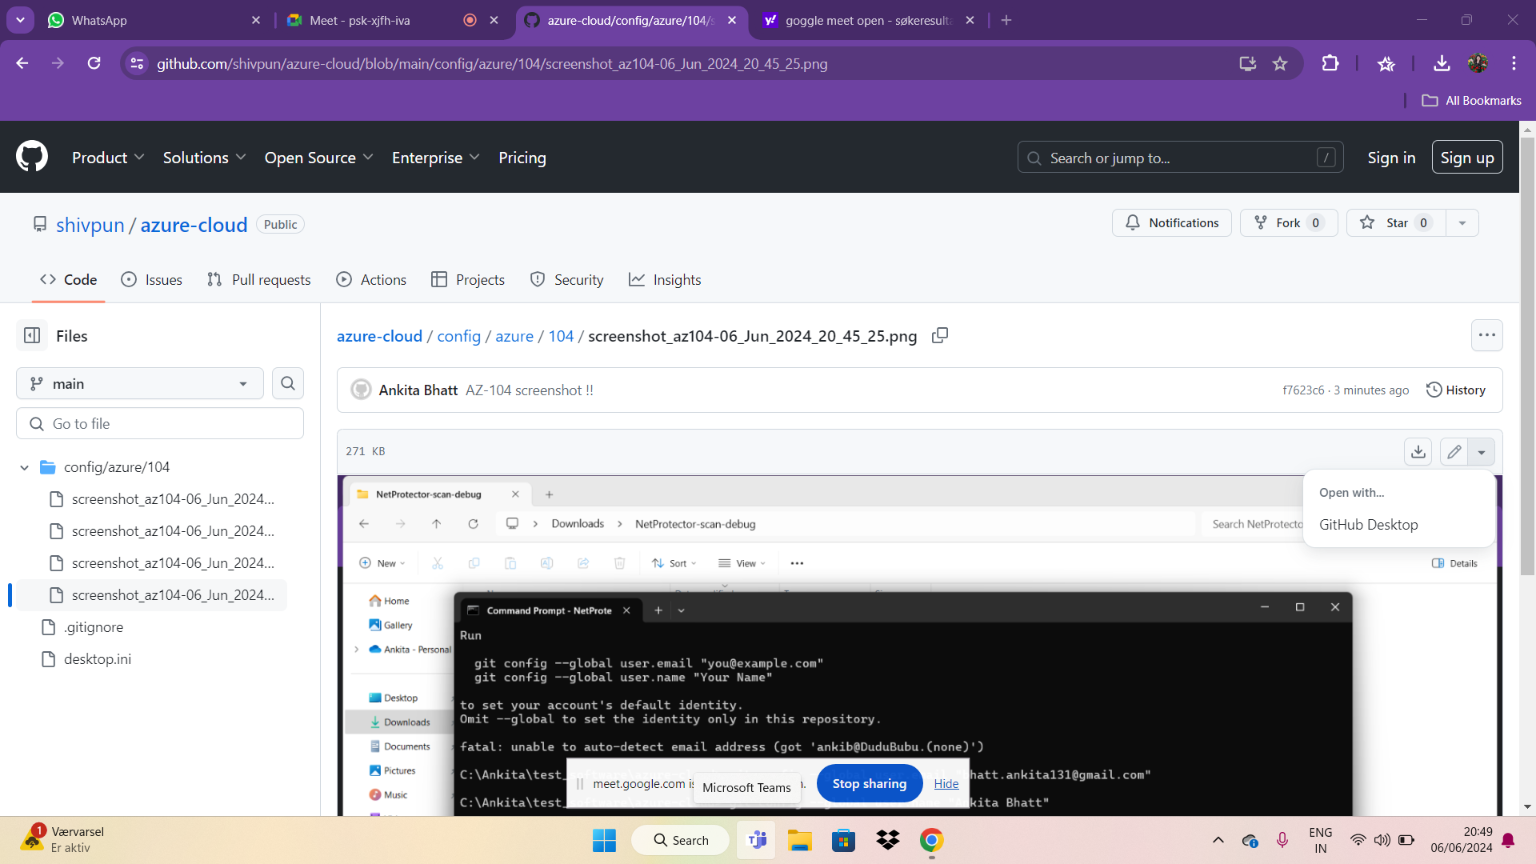 WhatsApp
Meet - psk-xjfh-iva
azure-cloud/config/azure/104/s
goggle meet open - søkeresulta
github.com/shivpun/azure-cloud/blob/main/config/azure/104/screenshot_az104-06_Jun_2024_20_45_25.png
All Bookmarks
Product
Solutions
Open Source
Enterprise
Pricing
Search or jump to...
/
Sign in
Sign up
shivpun / azure-cloud
Public
Notifications
Fork 0
Star 0
Code
Issues
Pull requests
Actions
Projects
Security
Insights
Files
azure-cloud / config / azure / 104 / screenshot_az104-06_Jun_2024_20_45_25.png
main
Ankita Bhatt AZ-104 screenshot !!
f7623c6 · 3 minutes ago
History
Go to file
271 KB
config/azure/104
screenshot_az104-06_Jun_2024...
screenshot_az104-06_Jun_2024...
screenshot_az104-06_Jun_2024...
screenshot_az104-06_Jun_2024...
.gitignore
desktop.ini
Open with...
GitHub Desktop
NetProtector-scan-debug
Downloads > NetProtector-scan-debug
Search NetProtecto
New
Sort
View
Details
Home
Gallery
Ankita - Personal
Desktop
Downloads
Documents
Pictures
Music
Command Prompt - NetProte
Run
git config --global user.email "you@example.com"
git config --global user.name "Your Name"
to set your account's default identity.
Omit --global to set the identity only in this repository.
fatal: unable to auto-detect email address (got 'ankib@DuduBubu.(none)')
C:\Ankita\test_
hatt.ankita131@gmail.com"
C:\Ankita\test_
kita Bhatt"
meet.google.com is
Microsoft Teams
Stop sharing
Hide
1
Værvarsel
Er aktiv
Search
ENG
IN
20:49
06/06/2024